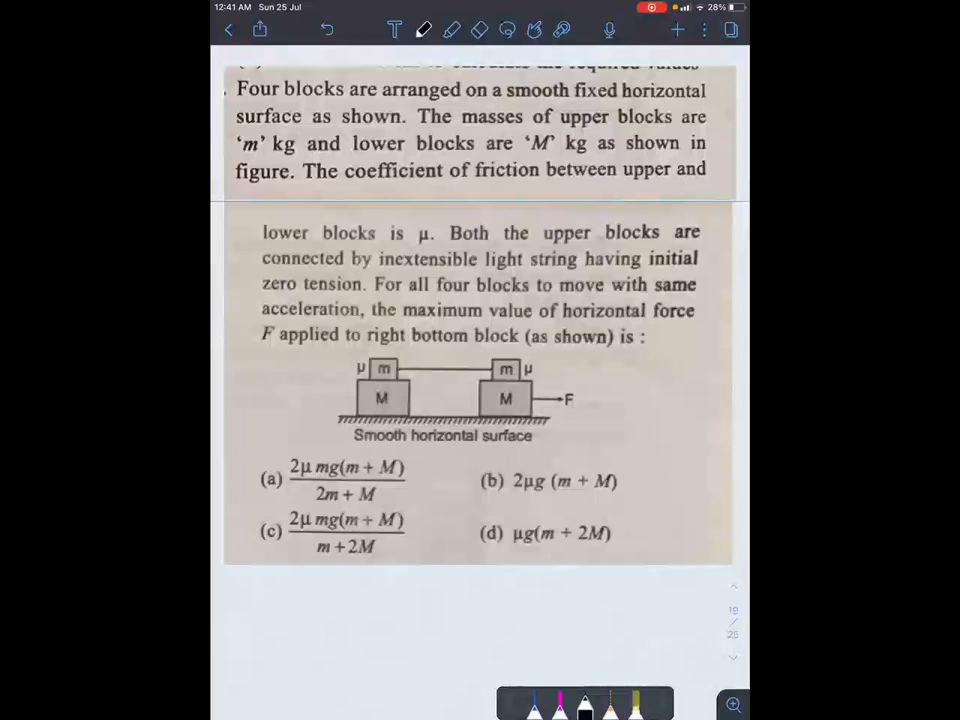 12:41 AM Sun 25 Jul
28%
Four blocks are arranged on a smooth fixed horizontal
surface as shown. The masses of upper blocks are
‘m’ kg and lower blocks are ‘M’ kg as shown in
figure. The coefficient of friction between upper and
lower blocks is μ. Both the upper blocks are
connected by inextensible light string having initial
zero tension. For all four blocks to move with same
acceleration, the maximum value of horizontal force
F applied to right bottom block (as shown) is :
μ m m μ
M M F
Smooth horizontal surface
(a) 2μ mg(m + M) / 2m + M (b) 2μg (m + M)
(c) 2μ mg(m + M) / m + 2M (d) μg(m + 2M)
19
/
25